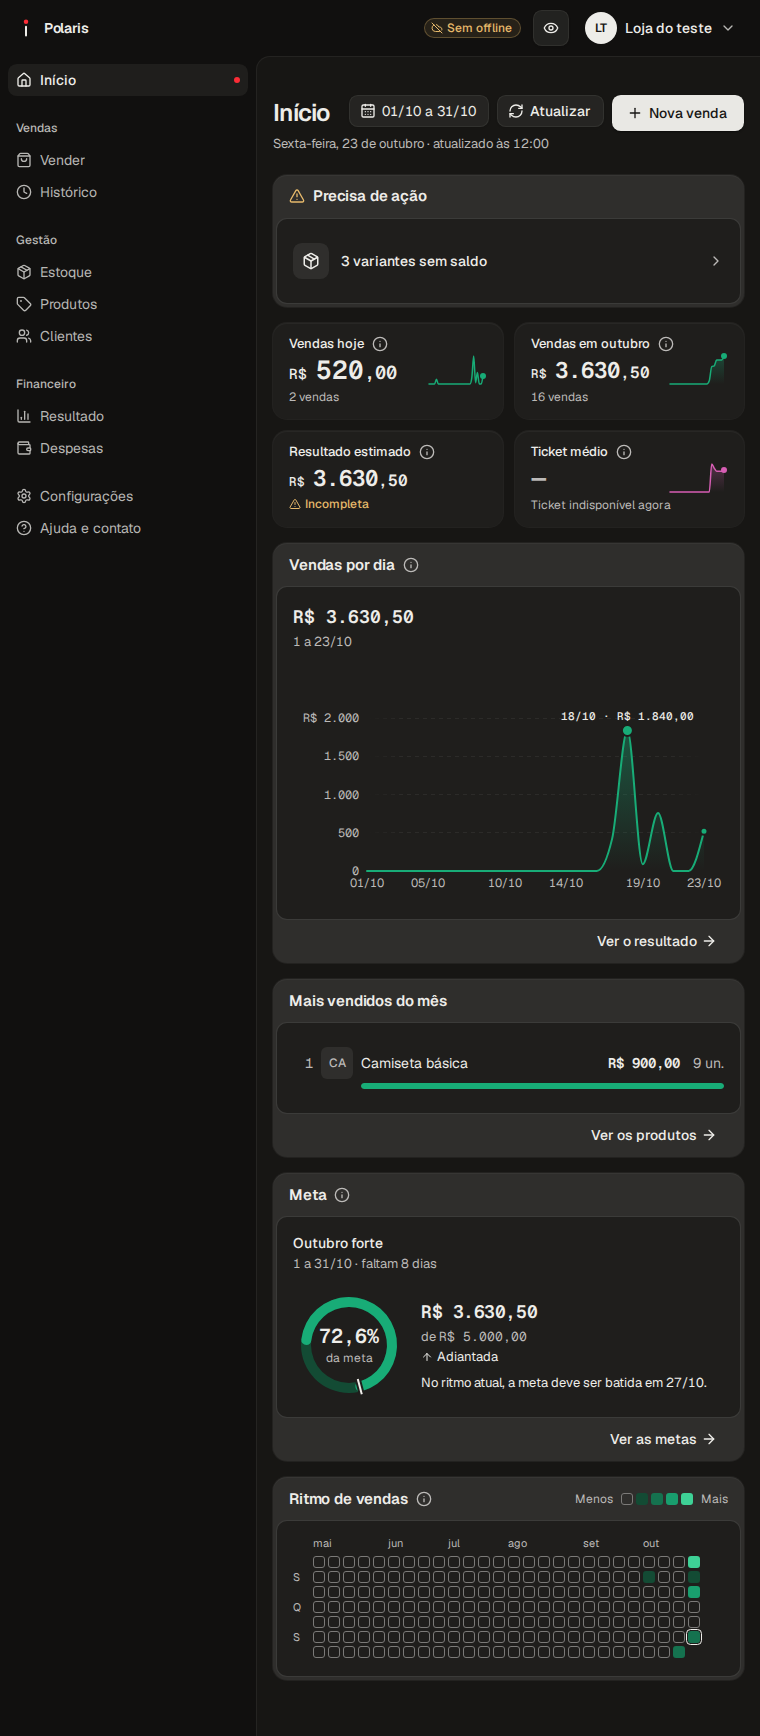 Polaris
Sem offline
LT
Loja do teste
Início
Vendas
Vender
Histórico
Gestão
Estoque
Produtos
Clientes
Financeiro
Resultado
Despesas
Configurações
Ajuda e contato
Início
01/10 a 31/10
Atualizar
Nova venda
Sexta-feira, 23 de outubro · atualizado às 12:00
Precisa de ação
3 variantes sem saldo
Vendas hoje
R$ 520,00
2 vendas
Vendas em outubro
R$ 3.630,50
16 vendas
Resultado estimado
R$ 3.630,50
Incompleta
Ticket médio
—
Ticket indisponível agora
Vendas por dia
R$ 3.630,50
1 a 23/10
18/10 · R$ 1.840,00
R$ 2.000
1.500
1.000
500
0
01/10 05/10 10/10 14/10 19/10 23/10
Ver o resultado
Mais vendidos do mês
1 CA Camiseta básica R$ 900,00 9 un.
Ver os produtos
Meta
Outubro forte
1 a 31/10 · faltam 8 dias
72,6%
da meta
R$ 3.630,50
de R$ 5.000,00
Adiantada
No ritmo atual, a meta deve ser batida em 27/10.
Ver as metas
Ritmo de vendas
Menos Mais
mai jun jul ago set out
S
Q
S